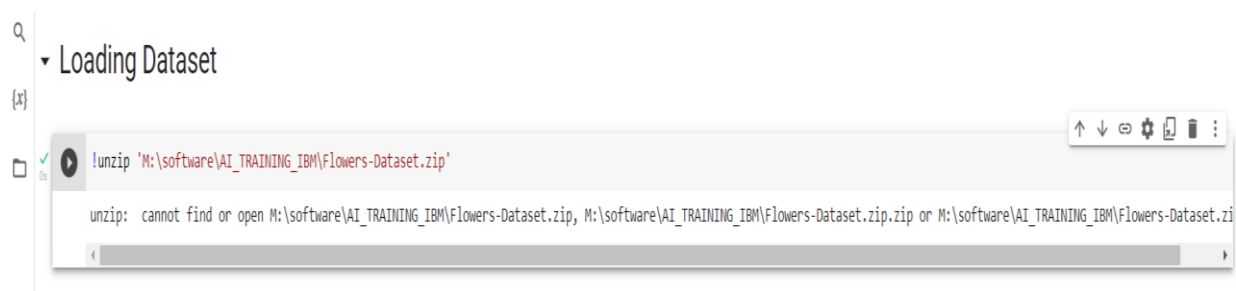 Loading Dataset
{x}
0s
!unzip 'M:\software\AI_TRAINING_IBM\Flowers-Dataset.zip'
unzip:  cannot find or open M:\software\AI_TRAINING_IBM\Flowers-Dataset.zip, M:\software\AI_TRAINING_IBM\Flowers-Dataset.zip.zip or M:\software\AI_TRAINING_IBM\Flowers-Dataset.zi